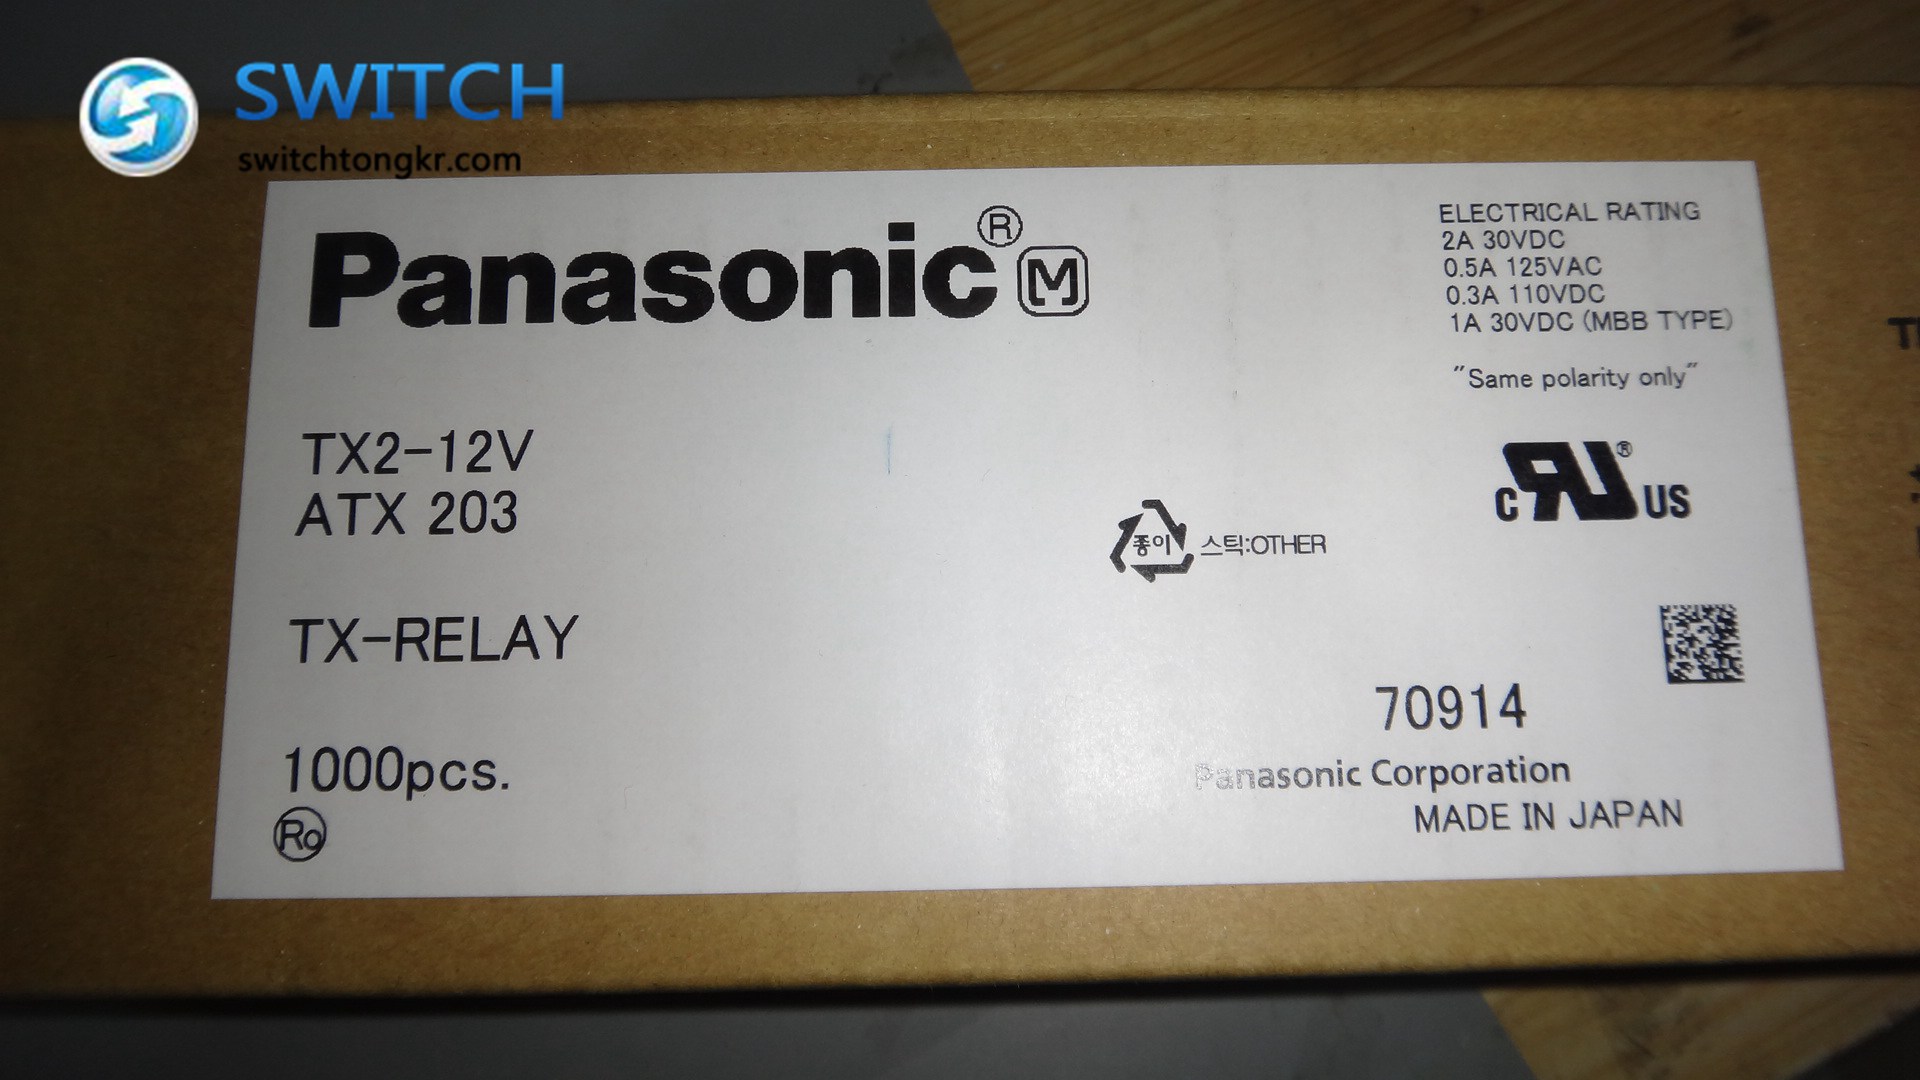 SWITCH
switchtongkr.com
Panasonic® M
ELECTRICAL RATING
2A 30VDC
0.5A 125VAC
0.3A 110VDC
1A 30VDC (MBB TYPE)
"Same polarity only"
TX2-12V
ATX 203
종이 스틱:OTHER
c RU® US
TX-RELAY
70914
1000pcs.
Panasonic Corporation
MADE IN JAPAN
Ro